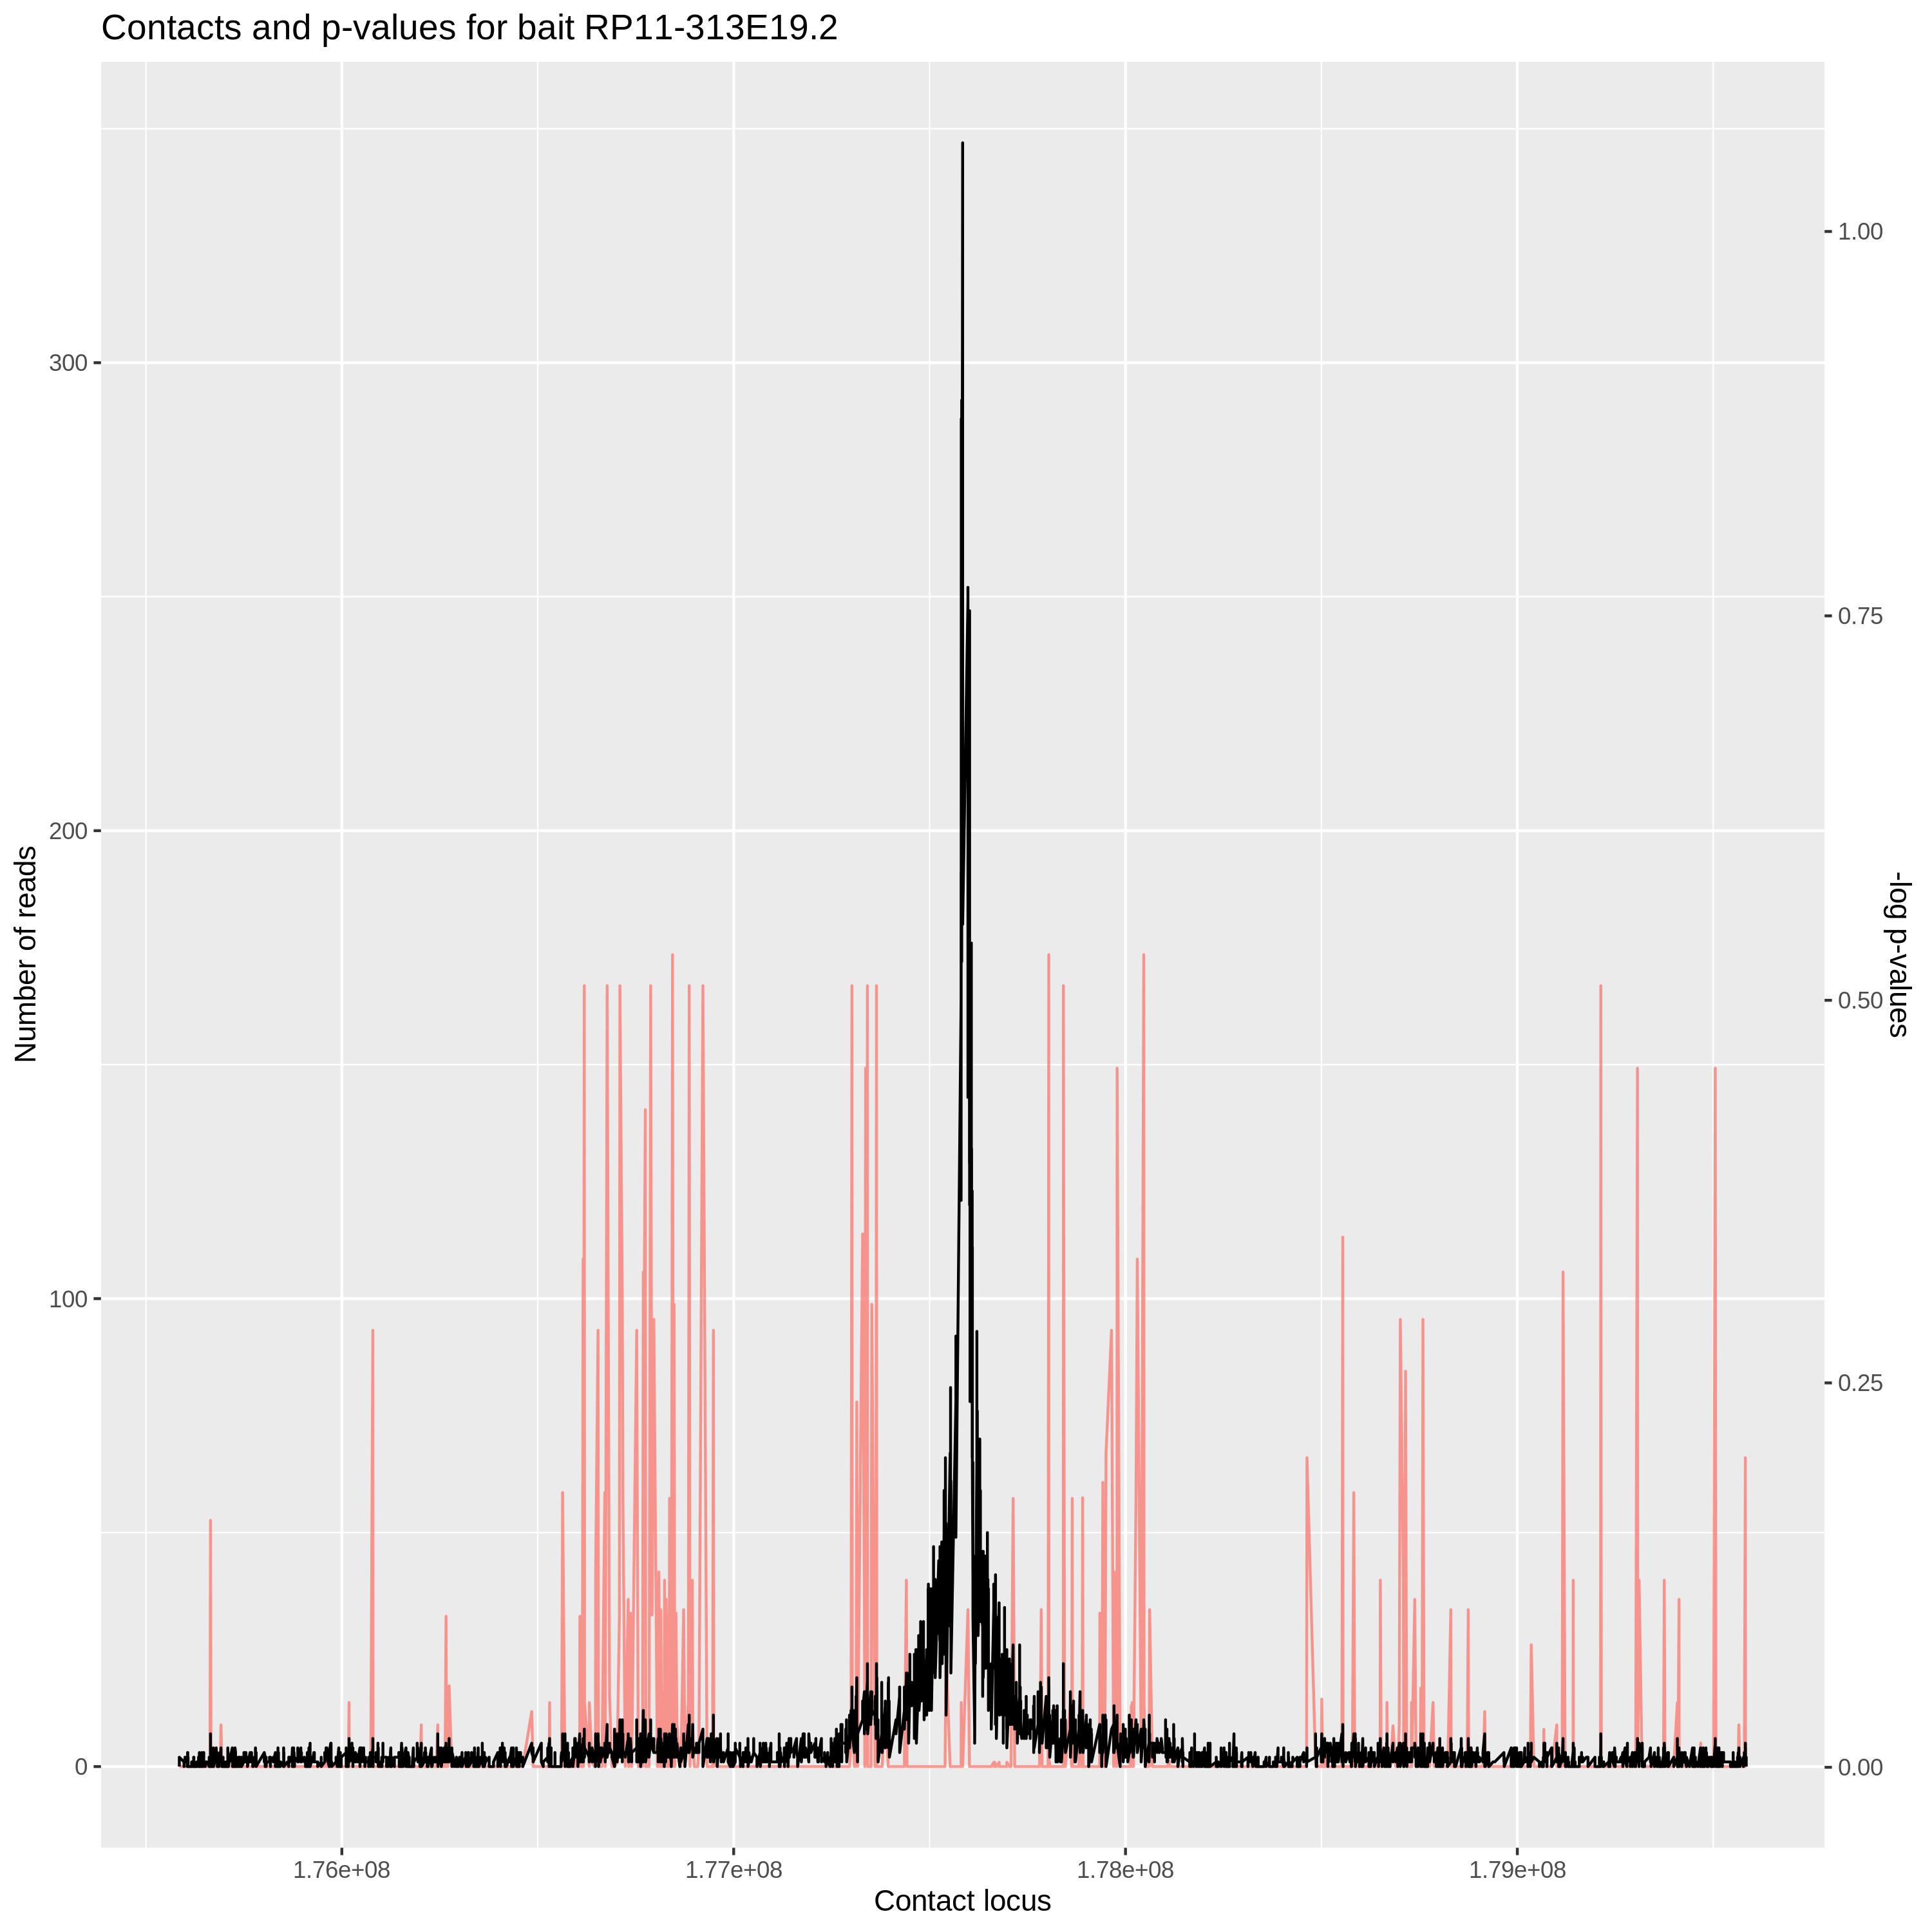 Contacts and p-values for bait RP11-313E19.2
Number of reads
300
200
100
0
1.00
0.75
0.50
0.25
0.00
-log p-values
1.76e+08 1.77e+08 1.78e+08 1.79e+08
Contact locus